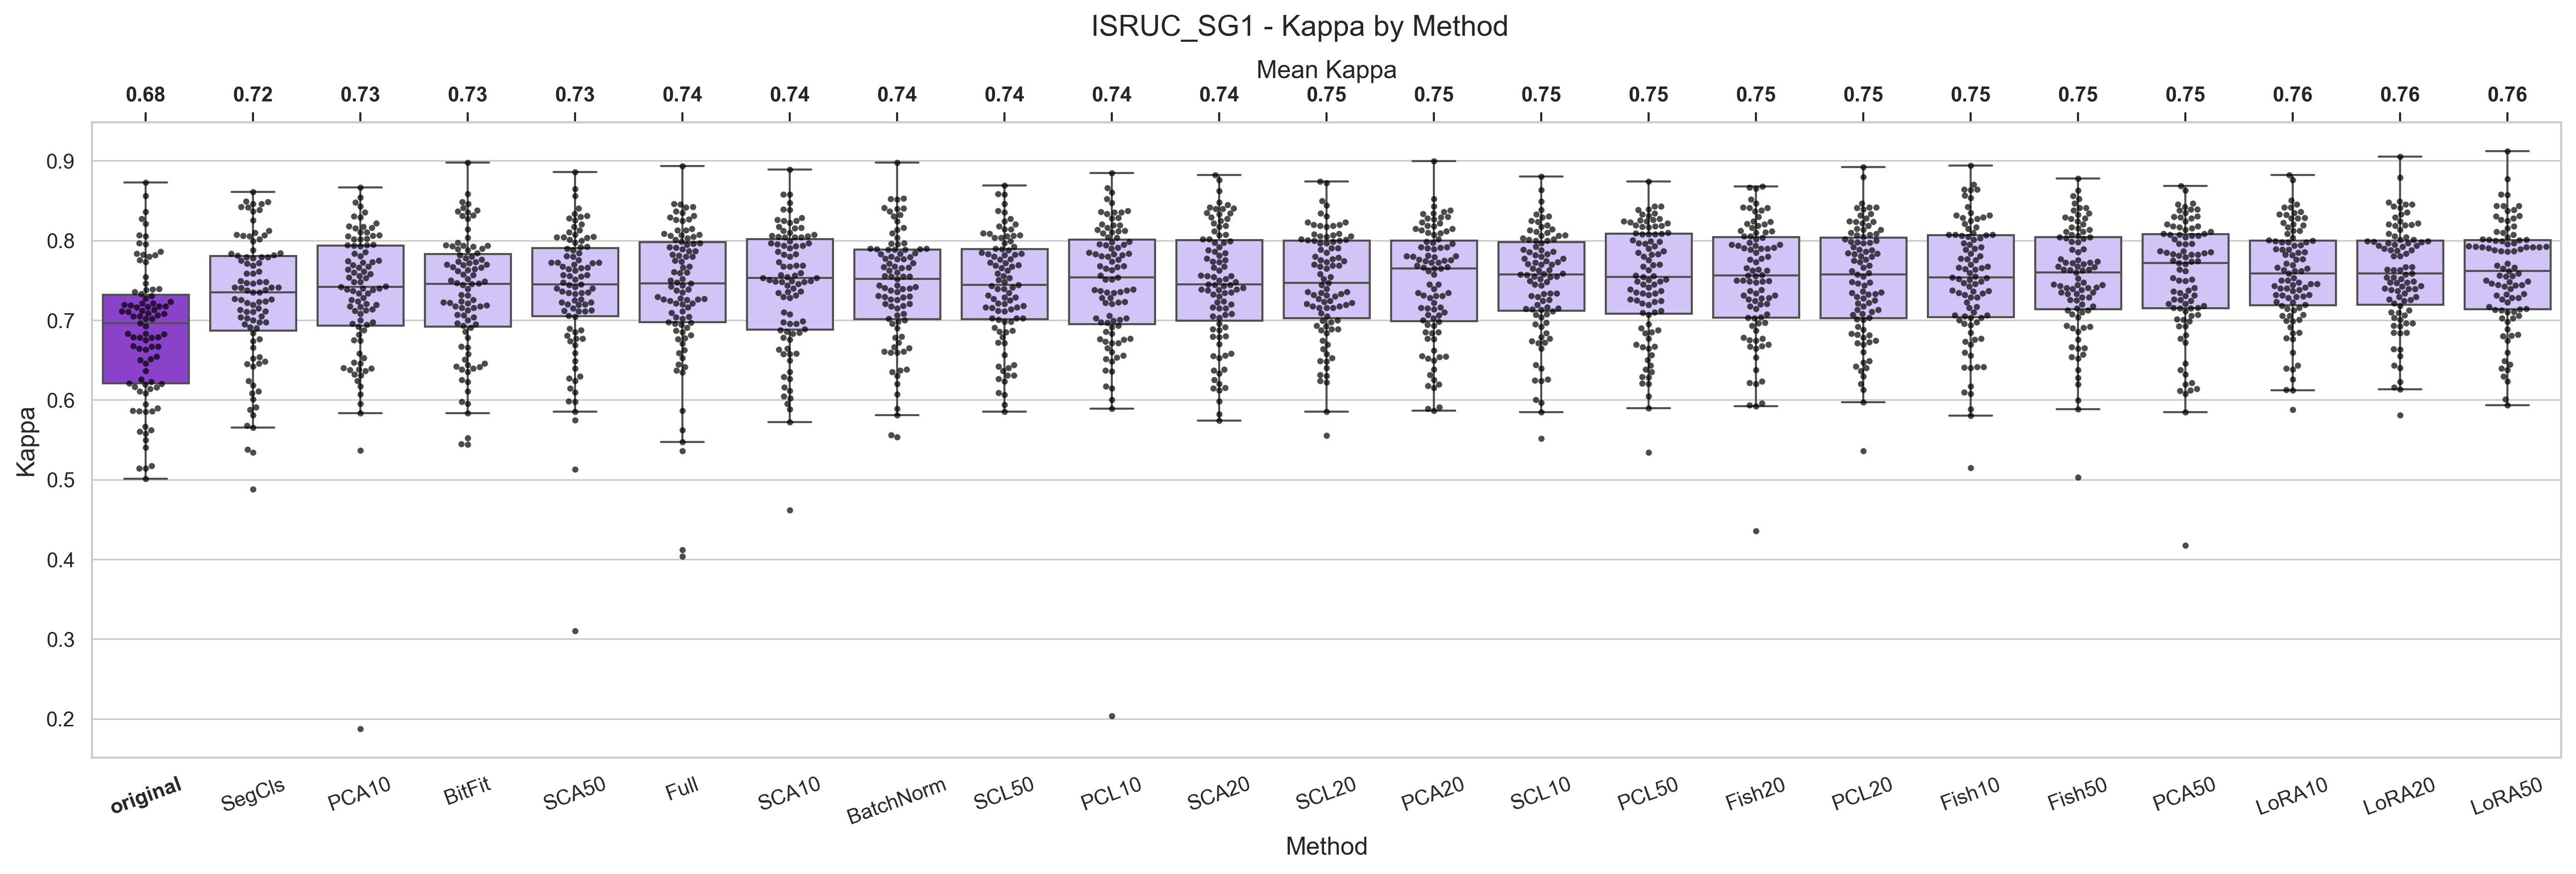 ISRUC_SG1 - Kappa by Method
Mean Kappa
0.68 0.72 0.73 0.73 0.73 0.74 0.74 0.74 0.74 0.74 0.74 0.75 0.75 0.75 0.75 0.75 0.75 0.75 0.75 0.75 0.76 0.76 0.76
0.9
0.8
0.7
0.6
0.5
0.4
0.3
0.2
Kappa
original SegCls PCA10 BitFit SCA50 Full SCA10 BatchNorm SCL50 PCL10 SCA20 SCL20 PCA20 SCL10 PCL50 Fish20 PCL20 Fish10 Fish50 PCA50 LoRA10 LoRA20 LoRA50
Method